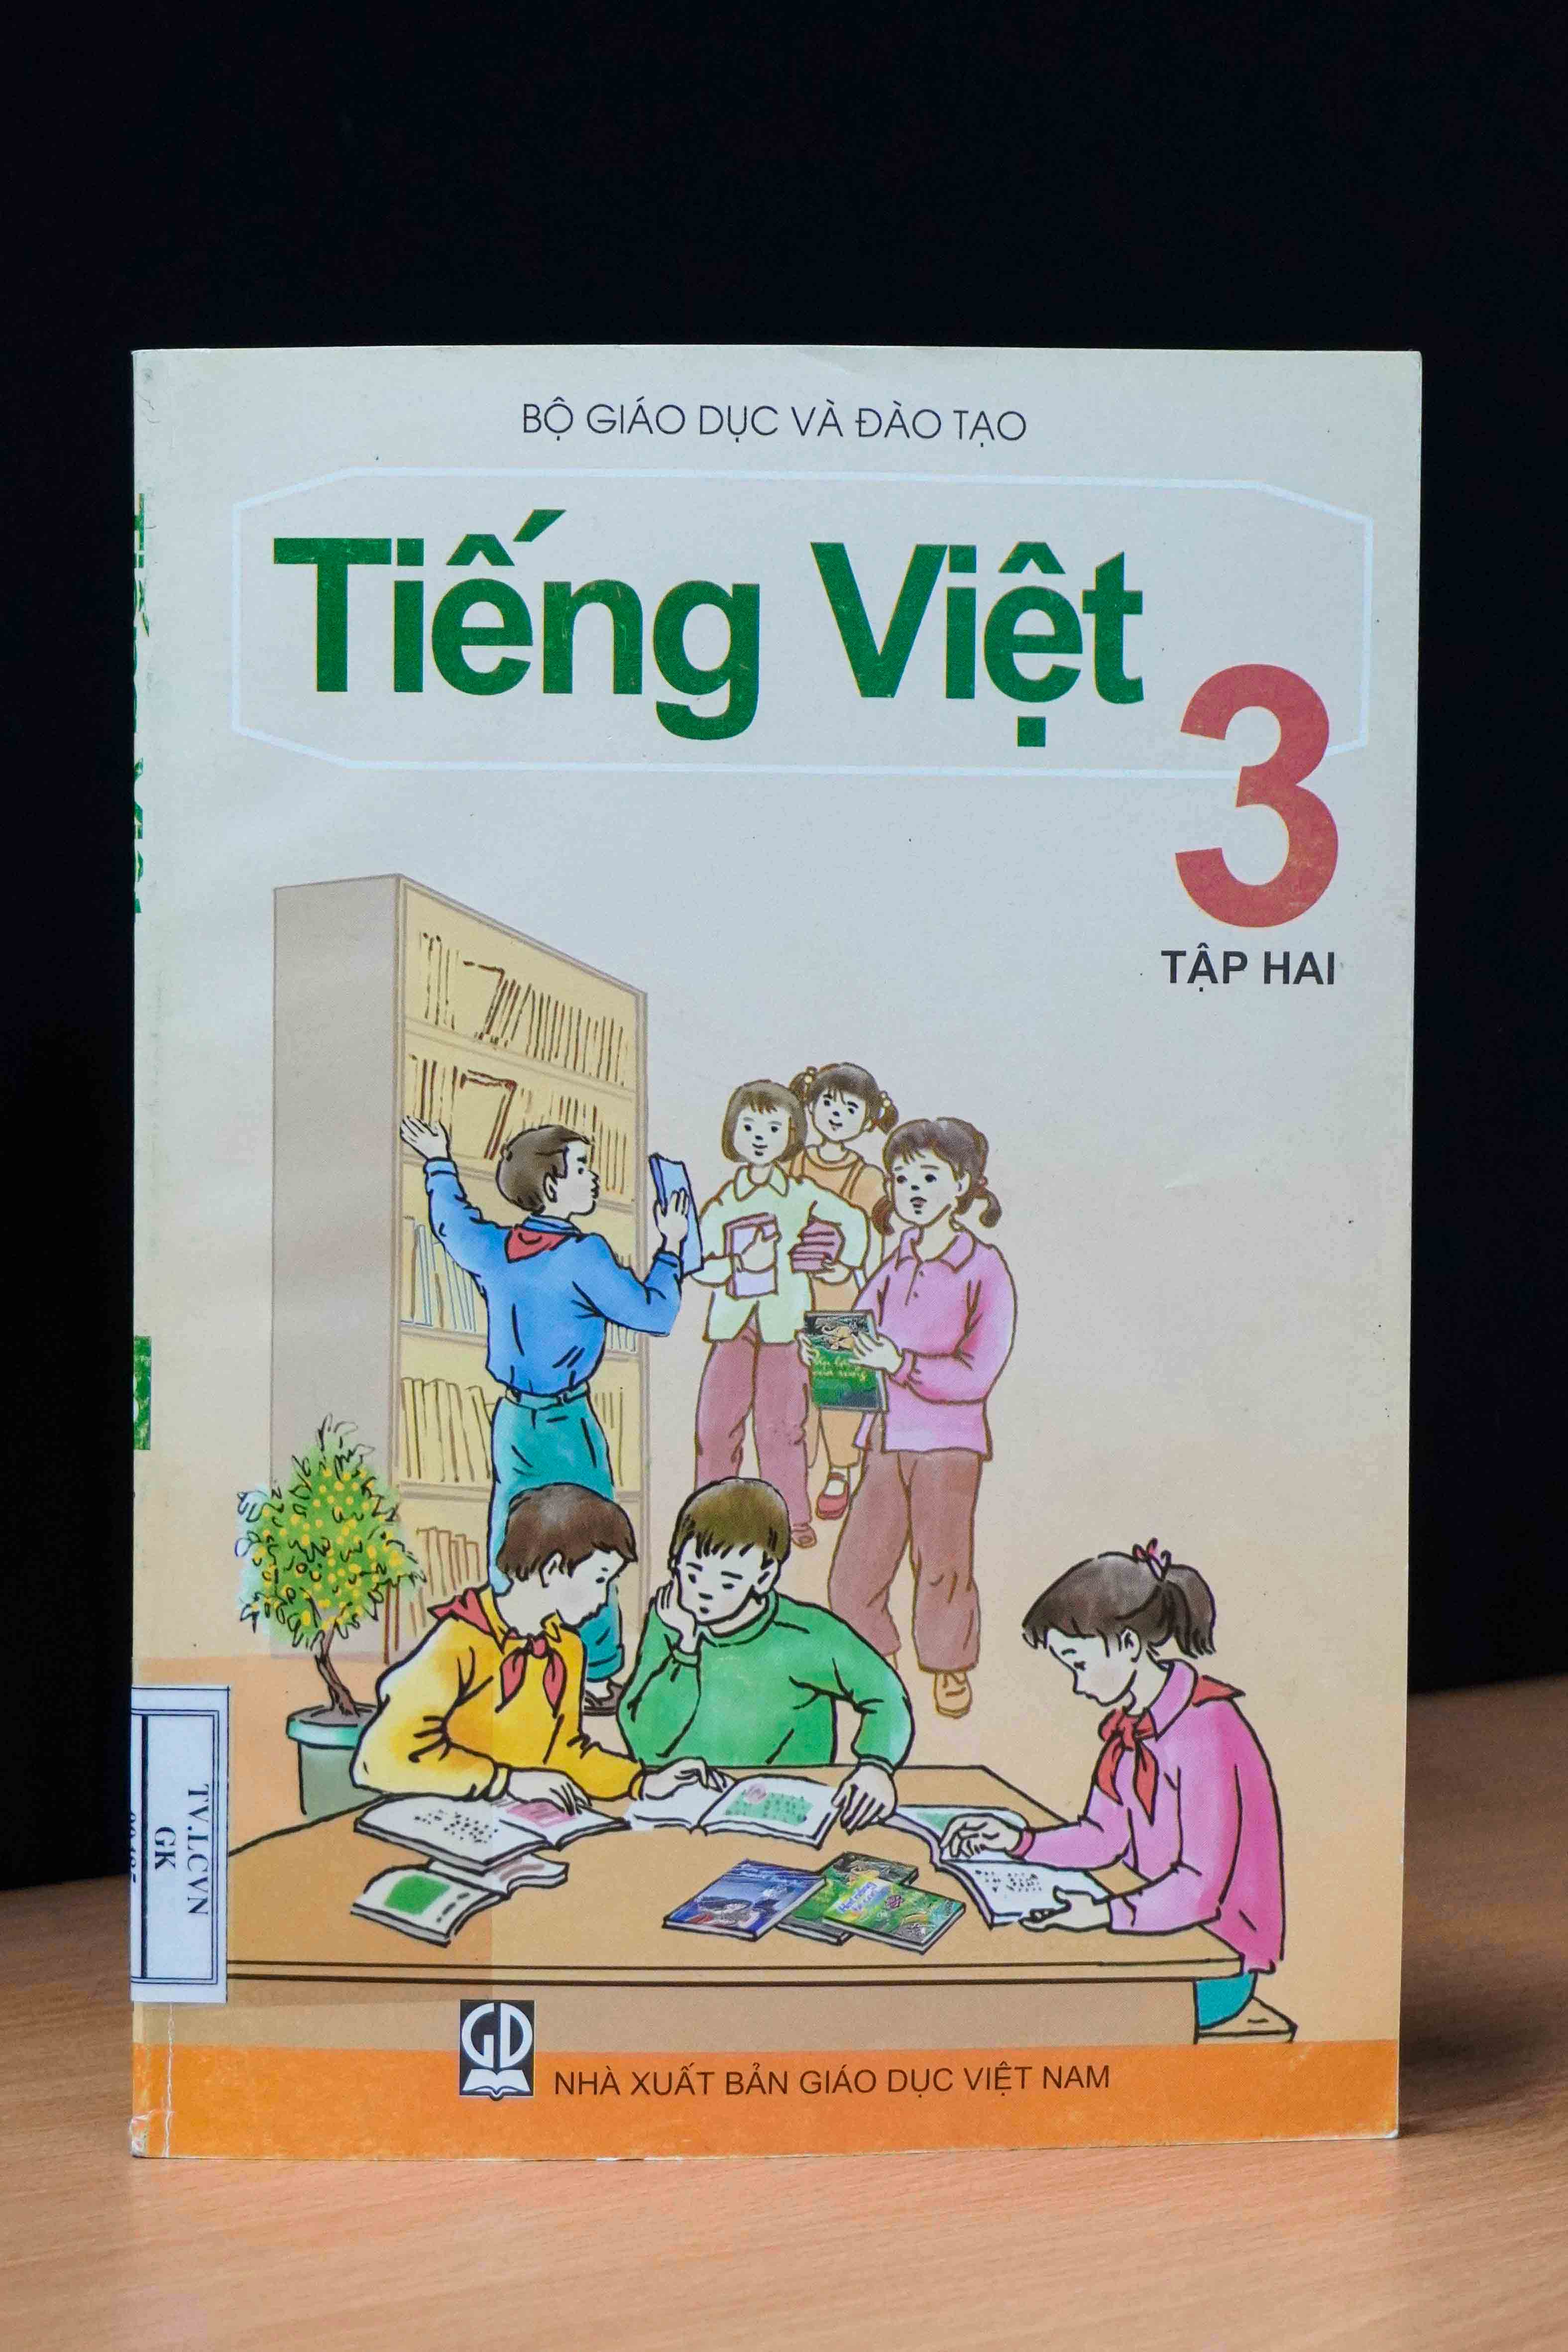 BỘ GIÁO DỤC VÀ ĐÀO TẠO
Tiếng Việt
3
TẬP HAI
TV.LCVN
GK
GD
NHÀ XUẤT BẢN GIÁO DỤC VIỆT NAM